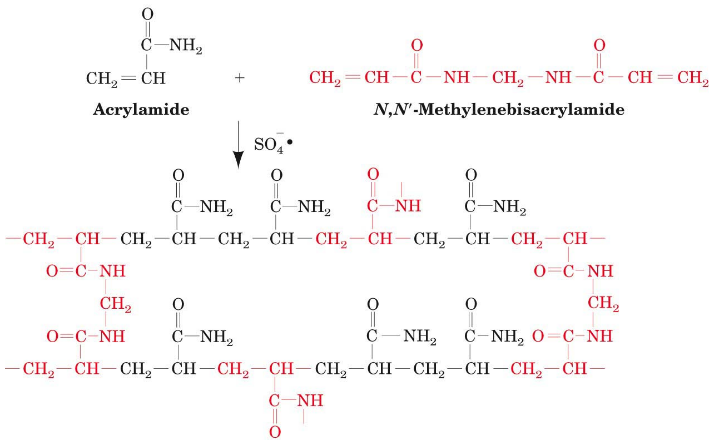 O
C—NH₂
CH₂=CH + CH₂=CH—C—NH—CH₂—NH—C—CH=CH₂
O O
Acrylamide N,N′-Methylenebisacrylamide
SO₄⁻•
O O O O
C—NH₂ C—NH₂ C—NH C—NH₂
—CH₂—CH—CH₂—CH—CH₂—CH—CH₂—CH—CH₂—CH—CH₂—CH—
O=C—NH O=C—NH
CH₂ CH₂
O O O
O=C—NH C—NH₂ C—NH₂ C—NH₂ O=C—NH
—CH₂—CH—CH₂—CH—CH₂—CH—CH₂—CH—CH₂—CH—CH₂—CH—
C—NH
O